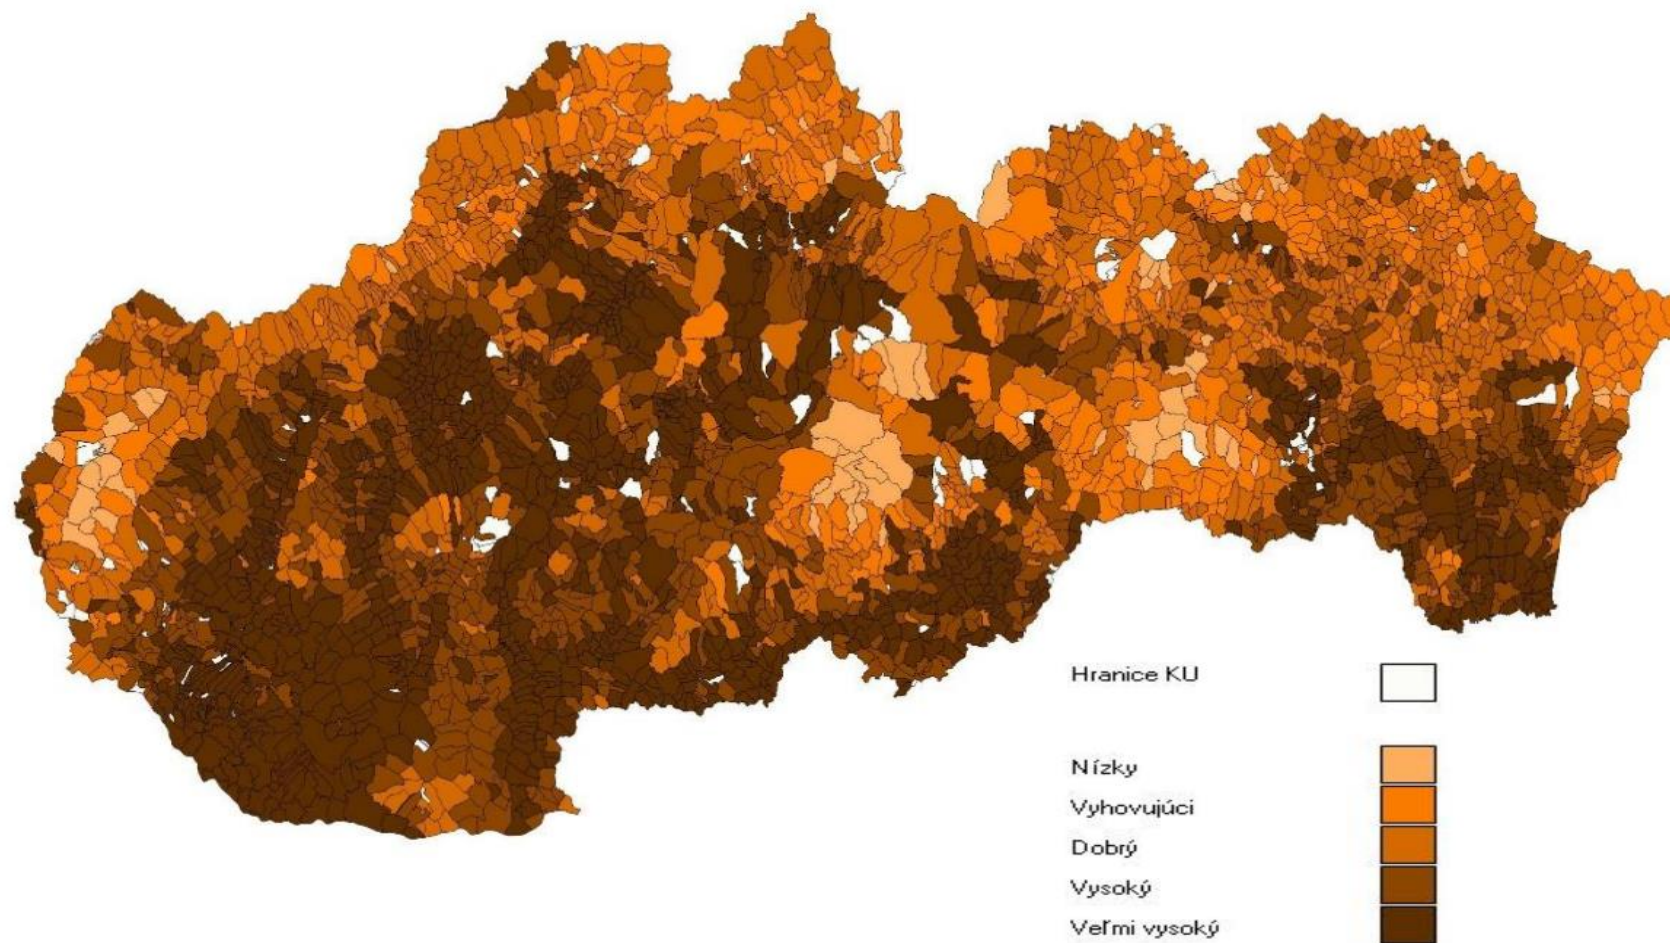 Hranice KU
Nízky
Vyhovujúci
Dobrý
Vysoký
Veľmi vysoký